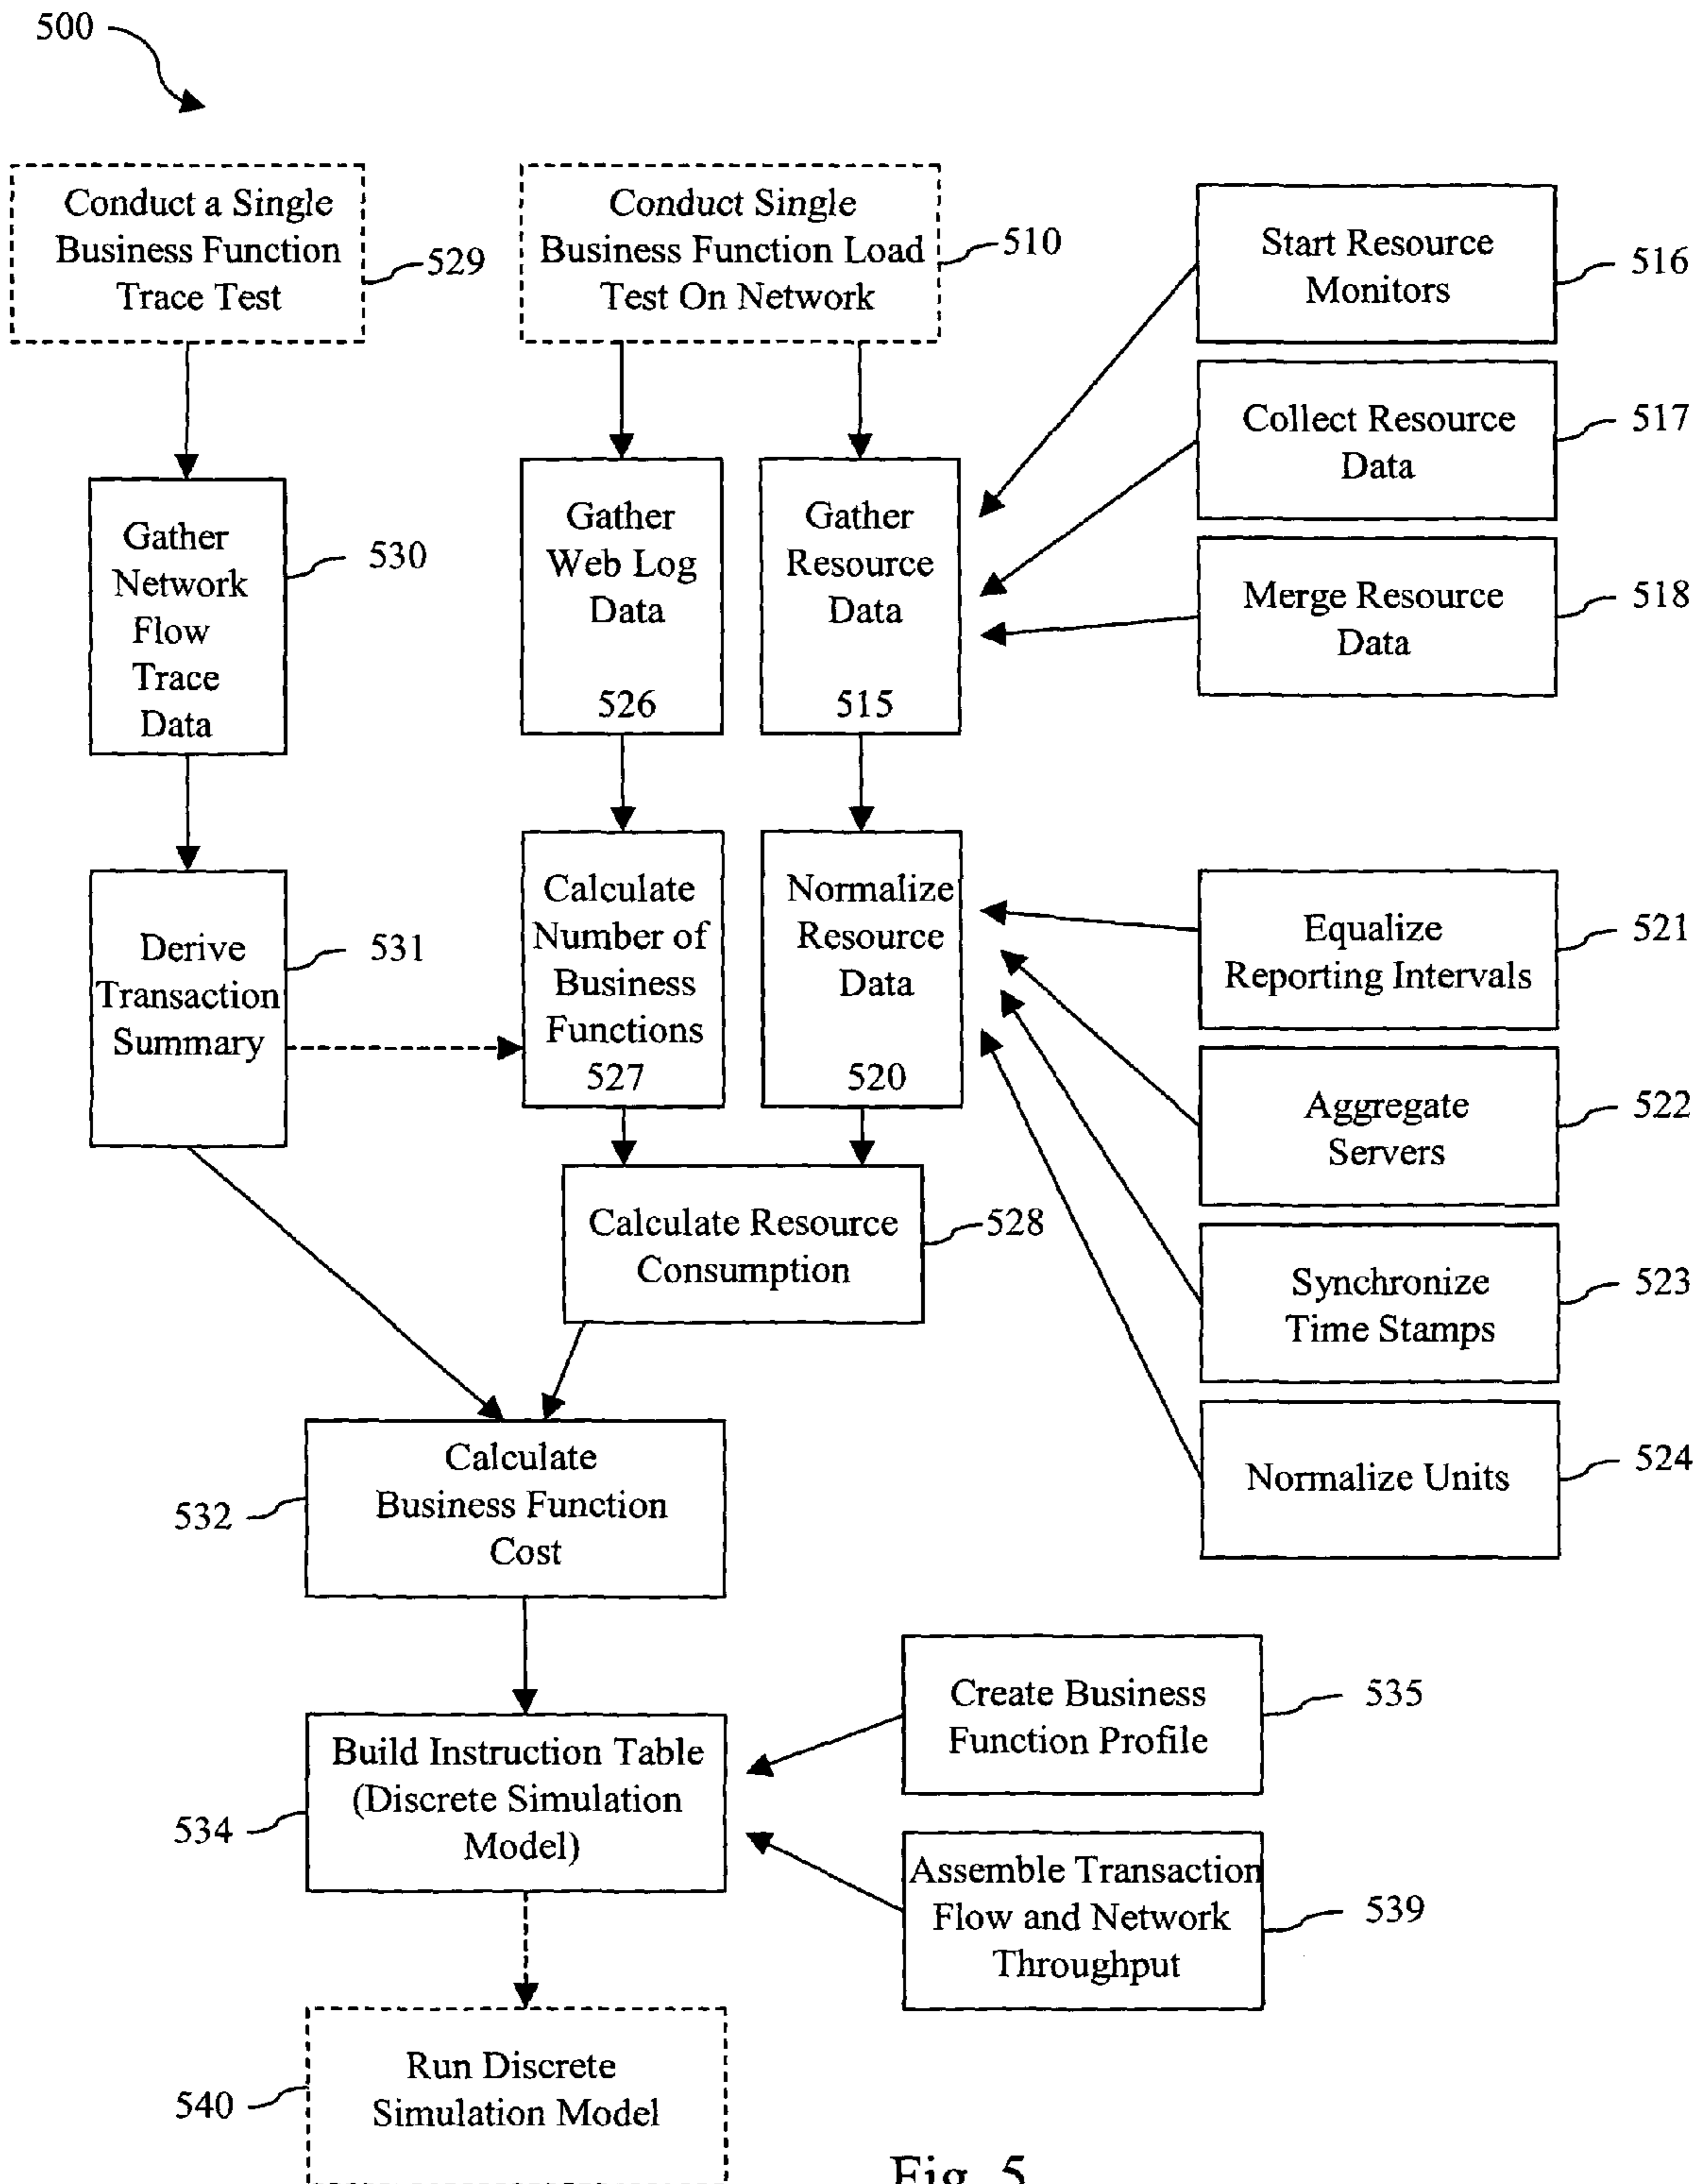 500
Conduct a Single
Business Function
Trace Test
529
Conduct Single
Business Function Load
Test On Network
510
Start Resource
Monitors
516
Collect Resource
Data
517
Merge Resource
Data
518
Gather
Network
Flow
Trace
Data
530
Gather
Web Log
Data
526
Gather
Resource
Data
515
Derive
Transaction
Summary
531
Calculate
Number of
Business
Functions
527
Normalize
Resource
Data
520
Equalize
Reporting Intervals
521
Aggregate
Servers
522
Synchronize
Time Stamps
523
Normalize Units
524
Calculate Resource
Consumption
528
Calculate
Business Function
Cost
532
Build Instruction Table
(Discrete Simulation
Model)
534
Create Business
Function Profile
535
Assemble Transaction
Flow and Network
Throughput
539
Run Discrete
Simulation Model
540
Fig. 5